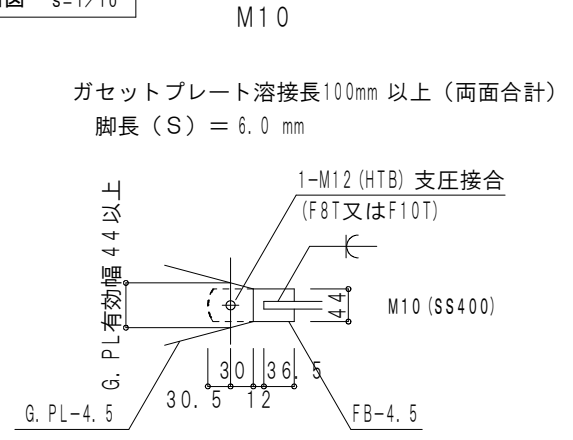 S=1/10
M10
ガセットプレート溶接長100mm 以上（両面合計）
脚長（S）＝ 6.0 mm
1-M12(HTB) 支圧接合
(F8T又はF10T)
G.PL有効幅44以上
44
M10(SS400)
30 36.5
30.5 12
G.PL-4.5
FB-4.5